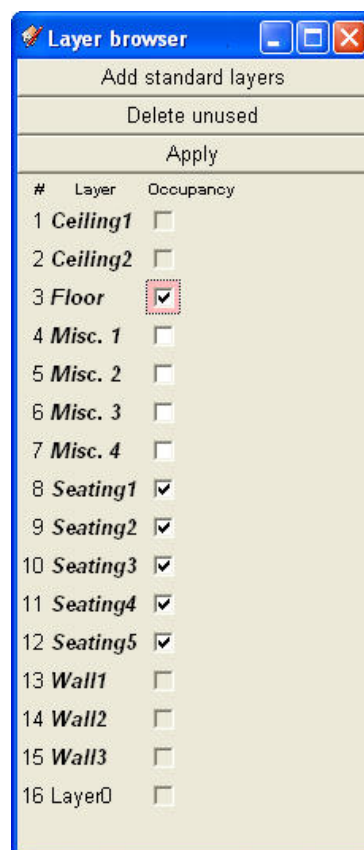 Layer browser
Add standard layers
Delete unused
Apply
# Layer Occupancy
1 Ceiling1
2 Ceiling2
3 Floor
4 Misc. 1
5 Misc. 2
6 Misc. 3
7 Misc. 4
8 Seating1
9 Seating2
10 Seating3
11 Seating4
12 Seating5
13 Wall1
14 Wall2
15 Wall3
16 Layer0